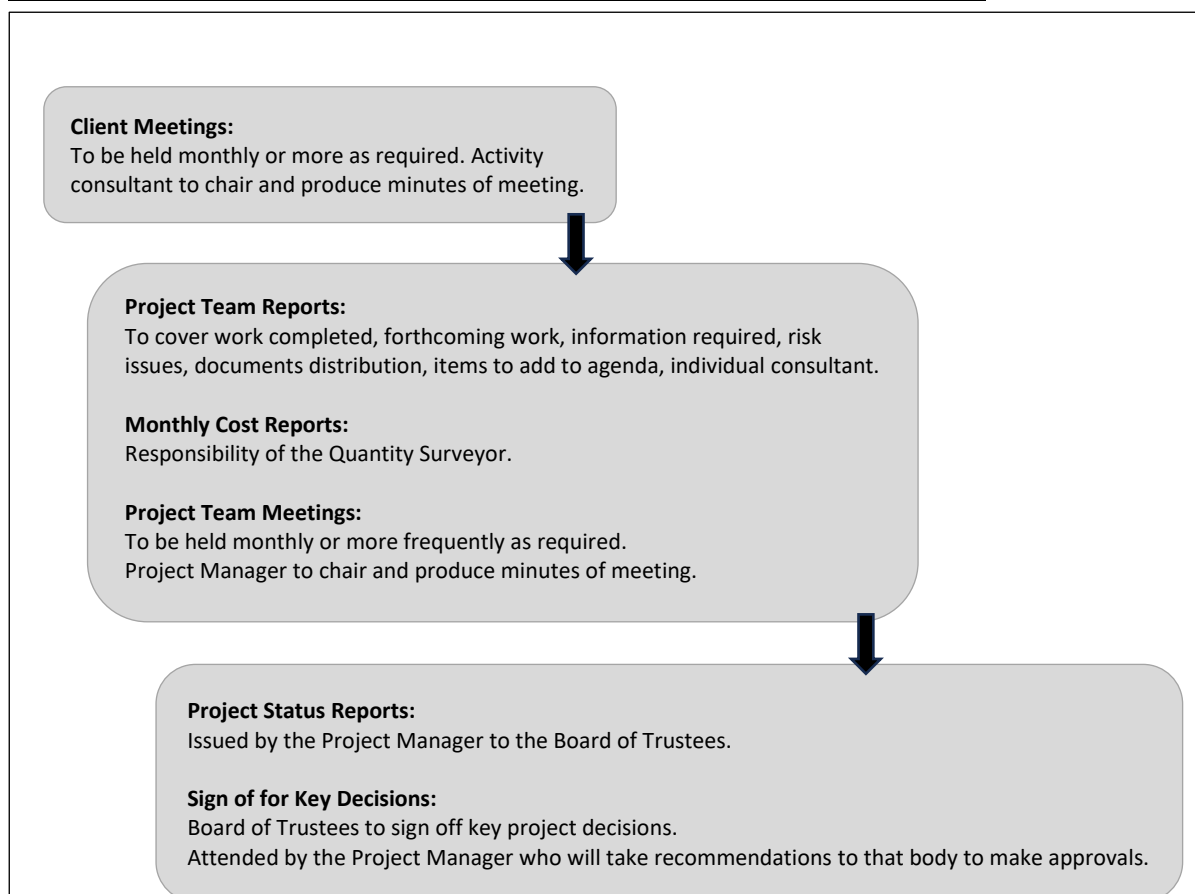 Client Meetings:
To be held monthly or more as required. Activity
consultant to chair and produce minutes of meeting.
Project Team Reports:
To cover work completed, forthcoming work, information required, risk
issues, documents distribution, items to add to agenda, individual consultant.
Monthly Cost Reports:
Responsibility of the Quantity Surveyor.
Project Team Meetings:
To be held monthly or more frequently as required.
Project Manager to chair and produce minutes of meeting.
Project Status Reports:
Issued by the Project Manager to the Board of Trustees.
Sign of for Key Decisions:
Board of Trustees to sign off key project decisions.
Attended by the Project Manager who will take recommendations to that body to make approvals.